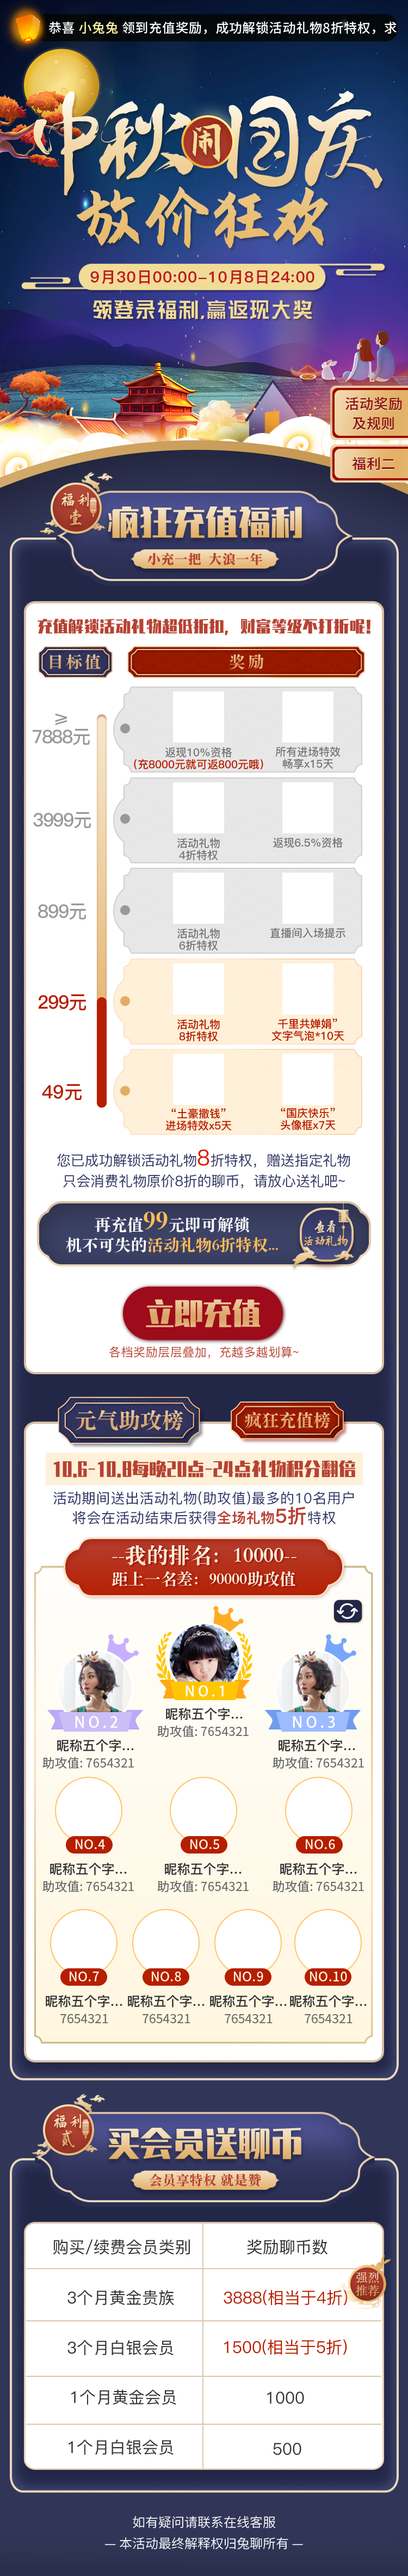 恭喜 小兔兔 领到充值奖励，成功解锁活动礼物8折特权，求
中秋闹国庆
放价狂欢
9月30日00:00-10月8日24:00
领登录福利,赢返现大奖
活动奖励
及规则
福利二
福利
壹
疯狂充值福利
小充一把 大浪一年
充值解锁活动礼物超低折扣，财富等级不打折呢!
目标值
奖励
≥
7888元
返现10%资格
(充8000元就可返800元哦)
所有进场特效
畅享x15天
3999元
活动礼物
4折特权
返现6.5%资格
899元
活动礼物
6折特权
直播间入场提示
299元
活动礼物
8折特权
千里共婵娟”
文字气泡*10天
49元
“土豪撒钱”
进场特效x5天
“国庆快乐”
头像框x7天
您已成功解锁活动礼物8折特权，赠送指定礼物
只会消费礼物原价8折的聊币，请放心送礼吧~
再充值99元即可解锁
机不可失的活动礼物6折特权...
查看
活动礼物
立即充值
各档奖励层层叠加，充越多越划算~
元气助攻榜
疯狂充值榜
10.6-10.8每晚20点-24点礼物积分翻倍
活动期间送出活动礼物(助攻值)最多的10名用户
将会在活动结束后获得全场礼物5折特权
--我的排名：10000--
距上一名差：90000助攻值
NO.1
昵称五个字...
助攻值: 7654321
NO.2
昵称五个字...
助攻值: 7654321
NO.3
昵称五个字...
助攻值: 7654321
NO.4
NO.5
NO.6
昵称五个字...
昵称五个字...
昵称五个字...
助攻值: 7654321
助攻值: 7654321
助攻值: 7654321
NO.7
NO.8
NO.9
NO.10
昵称五个字...
昵称五个字...
昵称五个字...
昵称五个字...
7654321
7654321
7654321
7654321
福利
贰
买会员送聊币
会员享特权 就是赞
购买/续费会员类别
奖励聊币数
强烈
推荐
3个月黄金贵族
3888(相当于4折)
3个月白银会员
1500(相当于5折)
1个月黄金会员
1000
1个月白银会员
500
如有疑问请联系在线客服
— 本活动最终解释权归兔聊所有 —